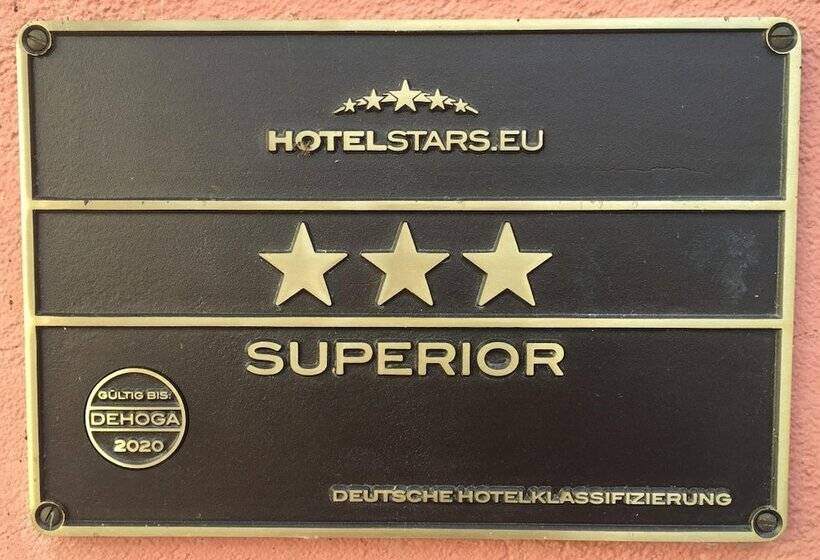 HOTELSTARS.EU
SUPERIOR
GÜLTIG BIS:
DEHOGA
2020
DEUTSCHE HOTELKLASSIFIZIERUNG